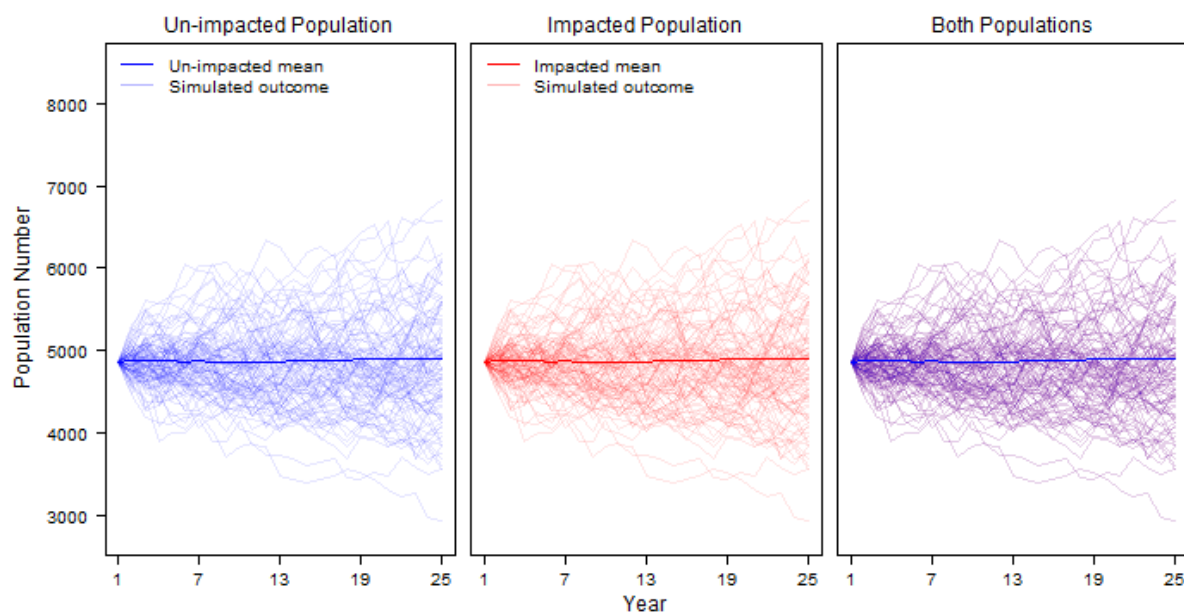 Un-impacted Population
Impacted Population
Both Populations
Un-impacted mean
Simulated outcome
Impacted mean
Simulated outcome
Population Number
8000
7000
6000
5000
4000
3000
1 7 13 19 25
1 7 13 19 25
1 7 13 19 25
Year